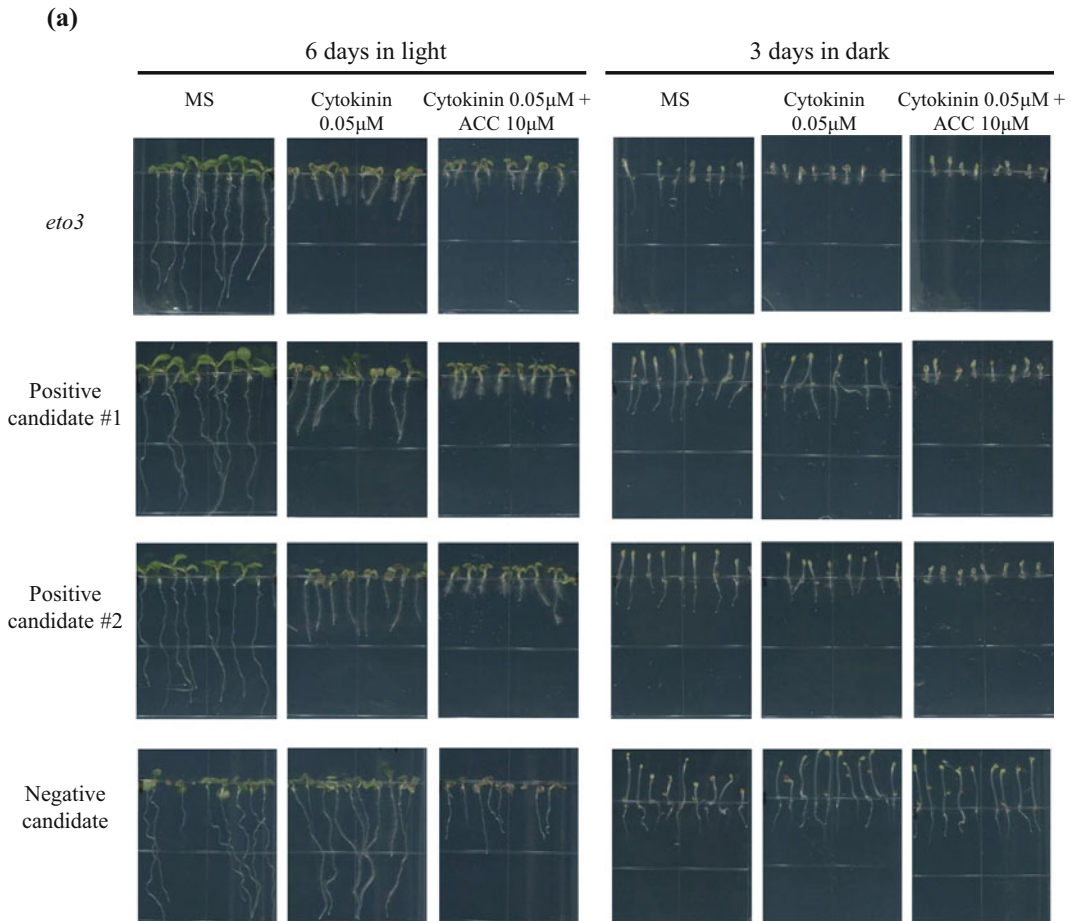 (a)
6 days in light
3 days in dark
MS
Cytokinin
0.05μM
Cytokinin 0.05μM +
ACC 10μM
MS
Cytokinin
0.05μM
Cytokinin 0.05μM +
ACC 10μM
eto3
Positive
candidate #1
Positive
candidate #2
Negative
candidate